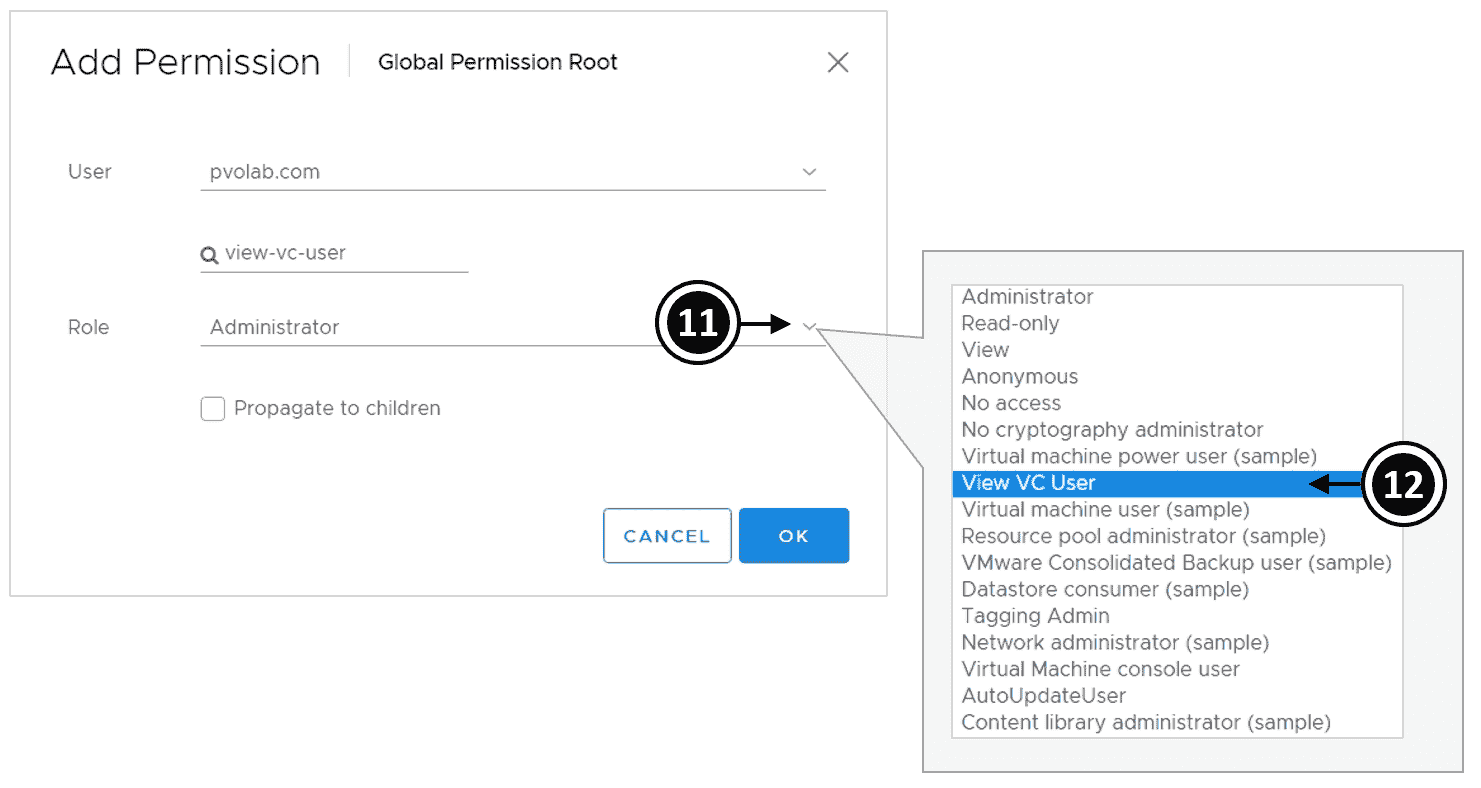 Add Permission
Global Permission Root
User
pvolab.com
view-vc-user
Role
Administrator
11
Propagate to children
CANCEL
OK
Administrator
Read-only
View
Anonymous
No access
No cryptography administrator
Virtual machine power user (sample)
View VC User
12
Virtual machine user (sample)
Resource pool administrator (sample)
VMware Consolidated Backup user (sample)
Datastore consumer (sample)
Tagging Admin
Network administrator (sample)
Virtual Machine console user
AutoUpdateUser
Content library administrator (sample)